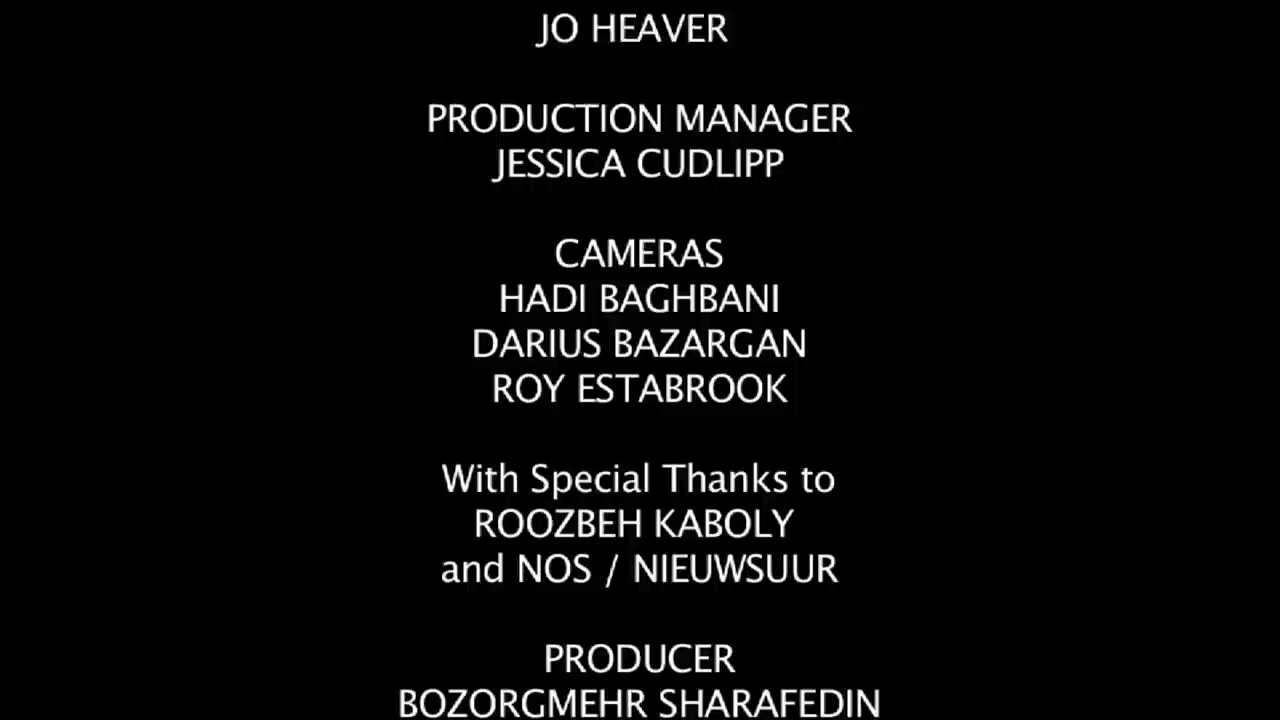 JO HEAVER
PRODUCTION MANAGER
JESSICA CUDLIPP
CAMERAS
HADI BAGHBANI
DARIUS BAZARGAN
ROY ESTABROOK
With Special Thanks to
ROOZBEH KABOLY
and NOS / NIEUWSUUR
PRODUCER
BOZORGMEHR SHARAFEDIN